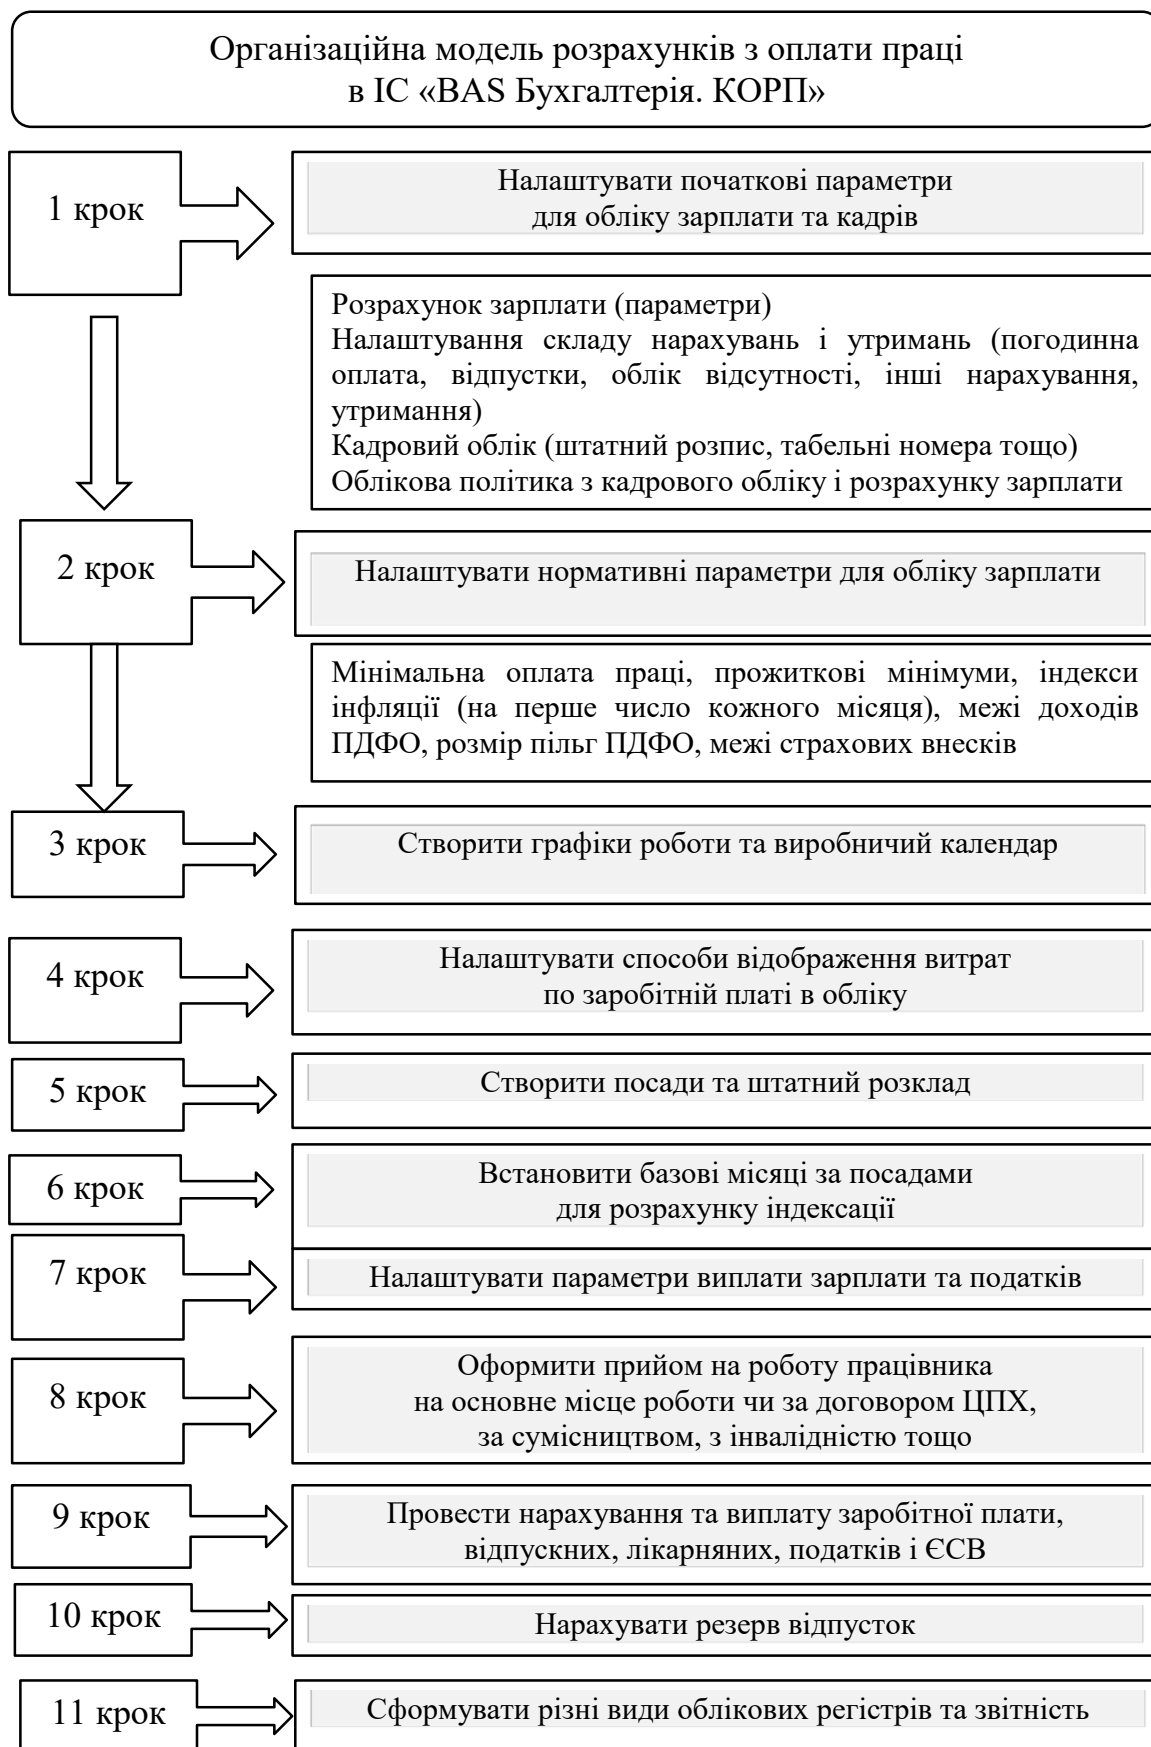 Організаційна модель розрахунків з оплати праці
в ІС «BAS Бухгалтерія. КОРП»
1 крок
Налаштувати початкові параметри
для обліку зарплати та кадрів
Розрахунок зарплати (параметри)
Налаштування складу нарахувань і утримань (погодинна
оплата, відпустки, облік відсутності, інші нарахування,
утримання)
Кадровий облік (штатний розпис, табельні номера тощо)
Облікова політика з кадрового обліку і розрахунку зарплати
2 крок
Налаштувати нормативні параметри для обліку зарплати
Мінімальна оплата праці, прожиткові мінімуми, індекси
інфляції (на перше число кожного місяця), межі доходів
ПДФО, розмір пільг ПДФО, межі страхових внесків
3 крок
Створити графіки роботи та виробничий календар
4 крок
Налаштувати способи відображення витрат
по заробітній платі в обліку
5 крок
Створити посади та штатний розклад
6 крок
Встановити базові місяці за посадами
для розрахунку індексації
7 крок
Налаштувати параметри виплати зарплати та податків
8 крок
Оформити прийом на роботу працівника
на основне місце роботи чи за договором ЦПХ,
за сумісництвом, з інвалідністю тощо
9 крок
Провести нарахування та виплату заробітної плати,
відпускних, лікарняних, податків і ЄСВ
10 крок
Нарахувати резерв відпусток
11 крок
Сформувати різні види облікових регістрів та звітність